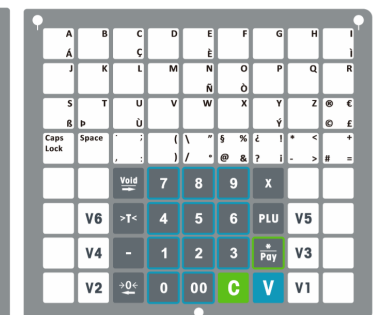 A B C D E F G H I
Á Ç È Ì
J K L M N O P Q R
Ñ Ò
S T U V W X Y Z ® €
ß Þ Ù Ý © £
Caps Lock Space ; ( \ " § % ¿ ! * < +
, : ) / @ & ? ¡ - > # =
Void 7 8 9 X
V6 >T< 4 5 6 PLU V5
V4 - 1 2 3 * Pay V3
V2 →0← 0 00 C V V1